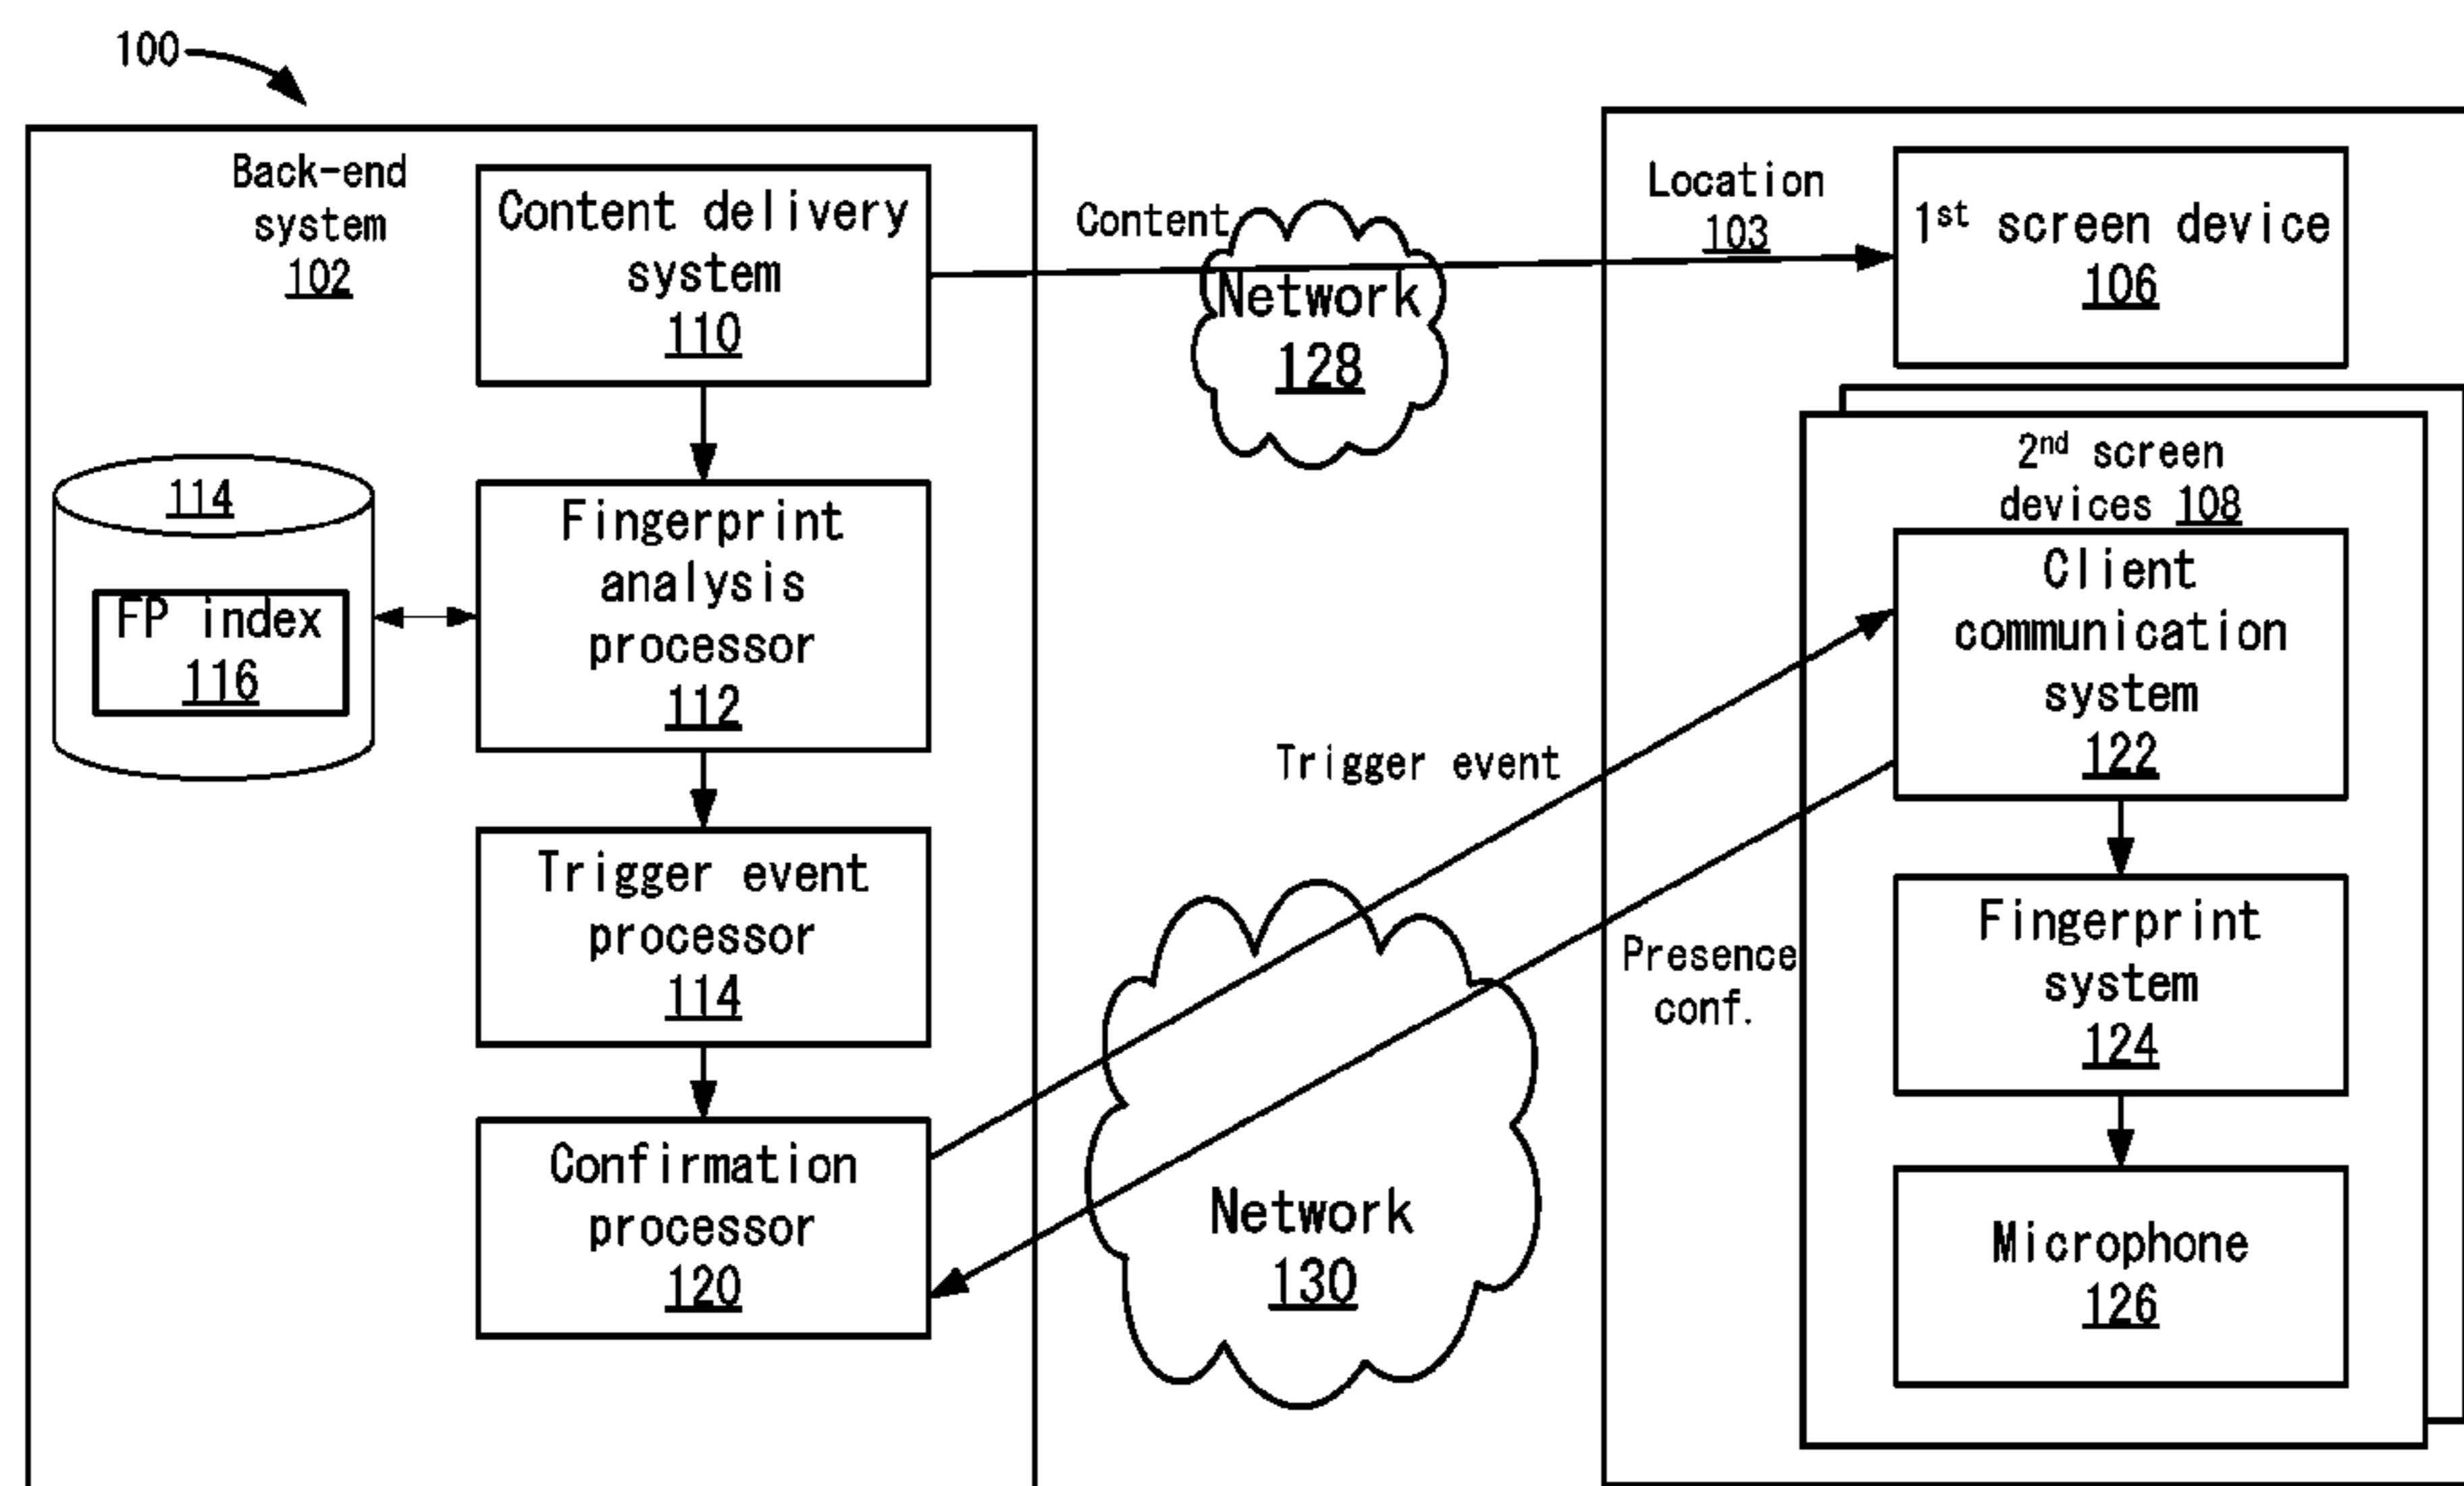 100
Back-end
system
102
Content delivery
system
110
114
FP index
116
Fingerprint
analysis
processor
112
Trigger event
processor
114
Confirmation
processor
120
Content
Network
128
Trigger event
Network
130
Location
103
1st screen device
106
2nd screen
devices 108
Client
communication
system
122
Presence
conf.
Fingerprint
system
124
Microphone
126